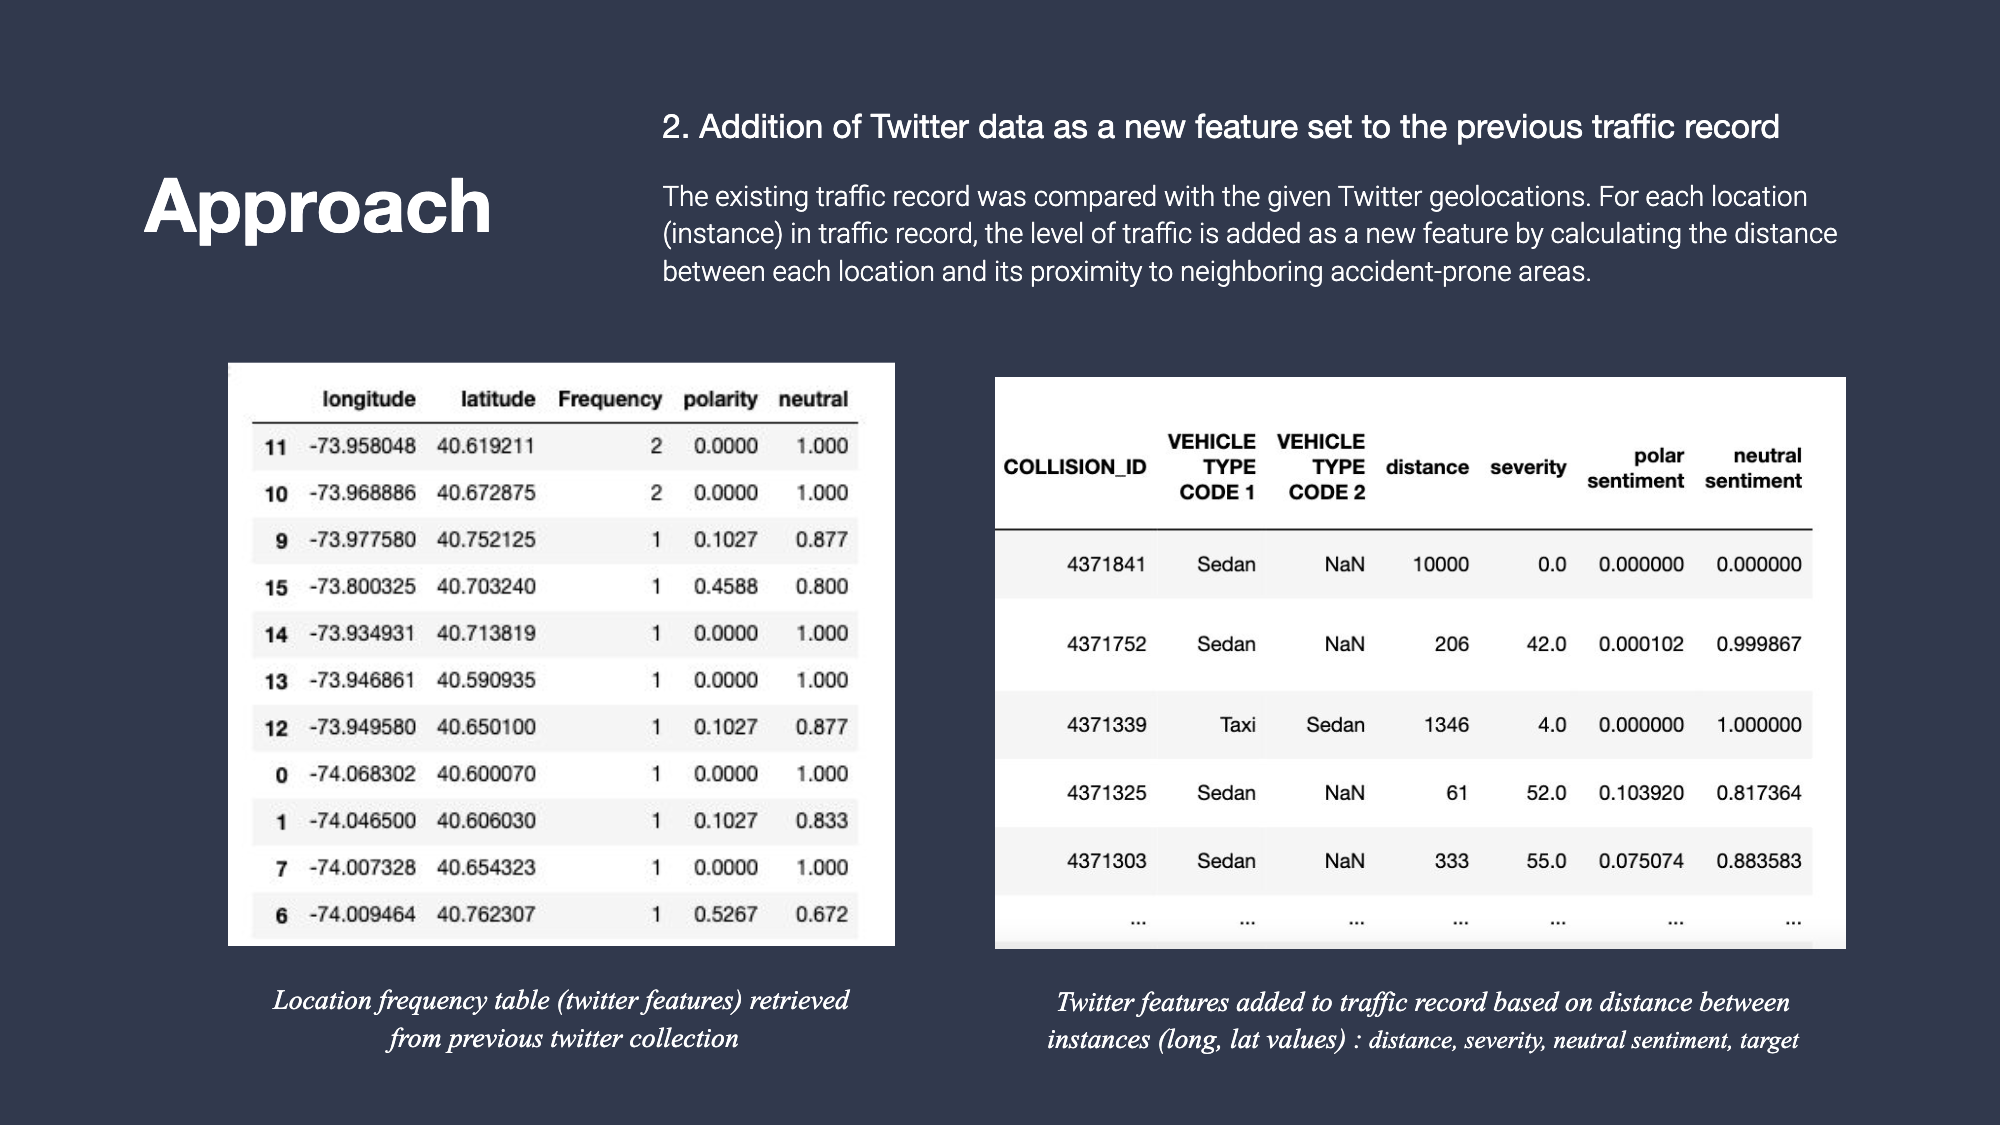 Approach
2. Addition of Twitter data as a new feature set to the previous traffic record
The existing traffic record was compared with the given Twitter geolocations. For each location
(instance) in traffic record, the level of traffic is added as a new feature by calculating the distance
between each location and its proximity to neighboring accident-prone areas.
longitude latitude Frequency polarity neutral
11 -73.958048 40.619211 2 0.0000 1.000
10 -73.968886 40.672875 2 0.0000 1.000
9 -73.977580 40.752125 1 0.1027 0.877
15 -73.800325 40.703240 1 0.4588 0.800
14 -73.934931 40.713819 1 0.0000 1.000
13 -73.946861 40.590935 1 0.0000 1.000
12 -73.949580 40.650100 1 0.1027 0.877
0 -74.068302 40.600070 1 0.0000 1.000
1 -74.046500 40.606030 1 0.1027 0.833
7 -74.007328 40.654323 1 0.0000 1.000
6 -74.009464 40.762307 1 0.5267 0.672
Location frequency table (twitter features) retrieved
from previous twitter collection
COLLISION_ID VEHICLE TYPE CODE 1 VEHICLE TYPE CODE 2 distance severity polar sentiment neutral sentiment
4371841 Sedan NaN 10000 0.0 0.000000 0.000000
4371752 Sedan NaN 206 42.0 0.000102 0.999867
4371339 Taxi Sedan 1346 4.0 0.000000 1.000000
4371325 Sedan NaN 61 52.0 0.103920 0.817364
4371303 Sedan NaN 333 55.0 0.075074 0.883583
... ... ... ... ... ... ...
Twitter features added to traffic record based on distance between
instances (long, lat values) : distance, severity, neutral sentiment, target